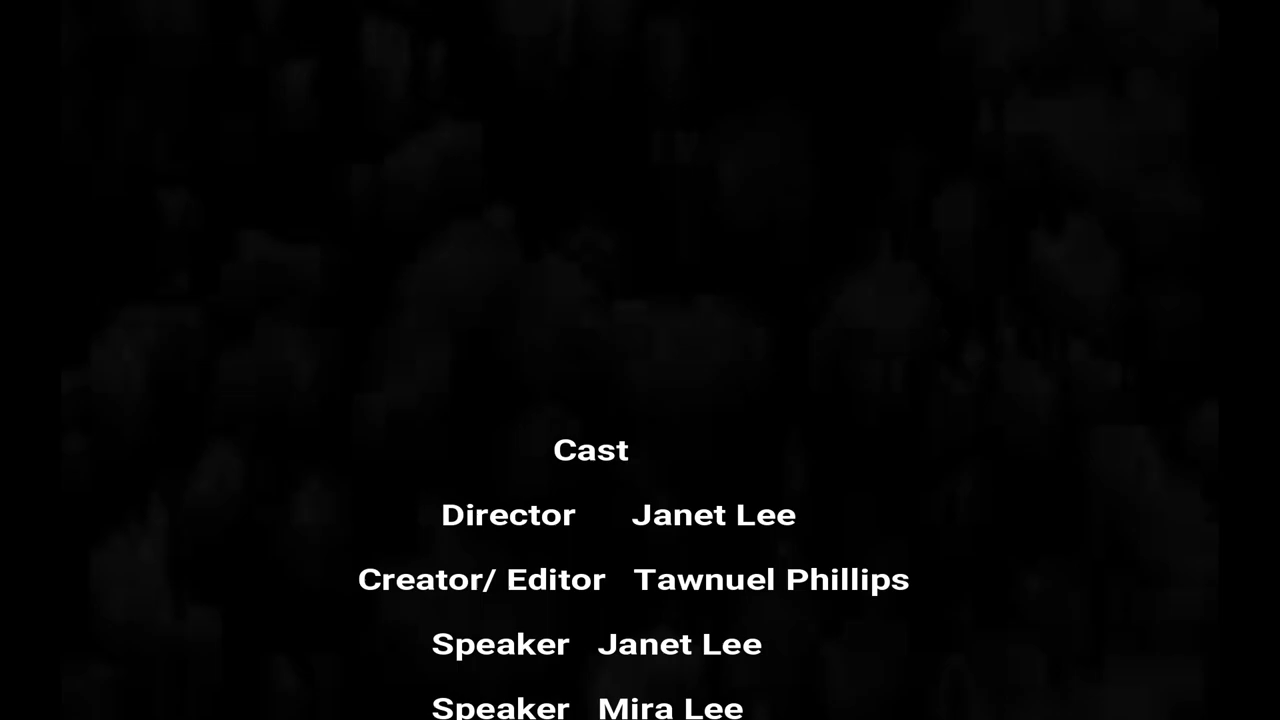 Cast
Director Janet Lee
Creator/ Editor Tawnuel Phillips
Speaker Janet Lee
Speaker Mira Lee